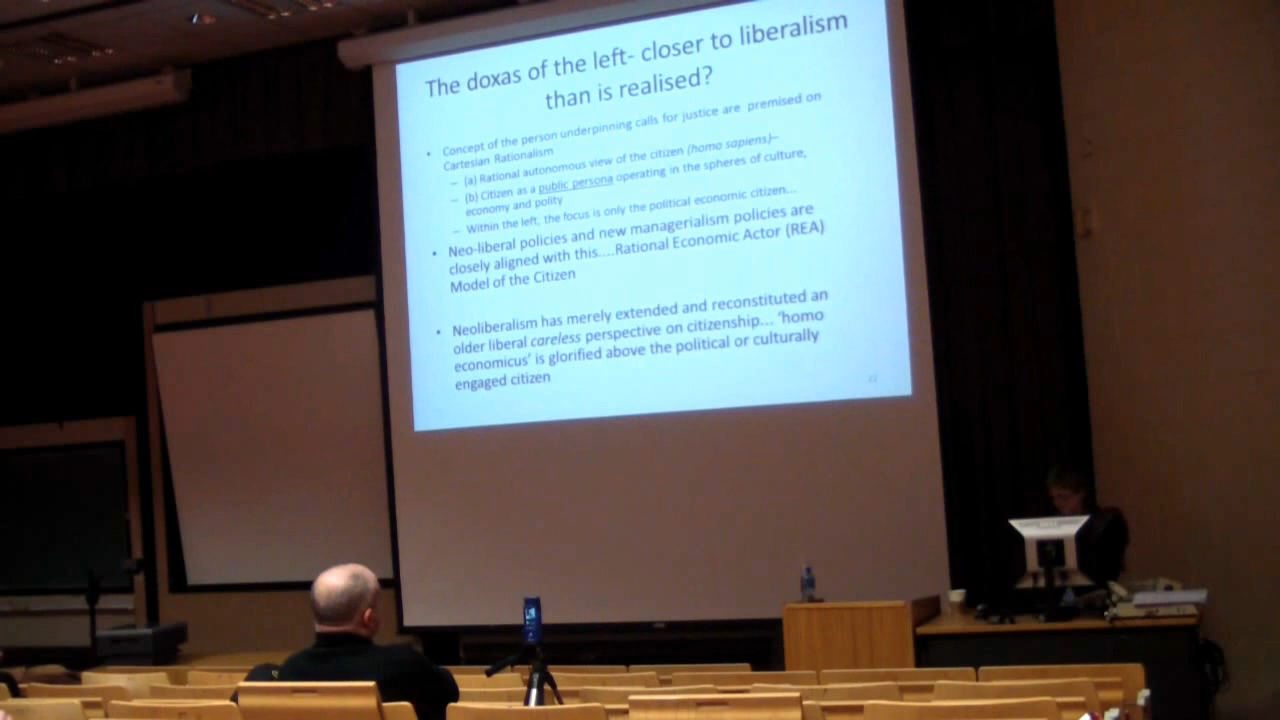 The doxas of the left- closer to liberalism
than is realised?
• Concept of the person underpinning calls for justice are premised on
Cartesian Rationalism
– (a) Rational autonomous view of the citizen (homo sapiens)–
– (b) Citizen as a public persona operating in the spheres of culture,
economy and polity
– Within the left, the focus is only the political economic citizen...
• Neo-liberal policies and new managerialism policies are
closely aligned with this....Rational Economic Actor (REA)
Model of the Citizen
• Neoliberalism has merely extended and reconstituted an
older liberal careless perspective on citizenship... ‘homo
economicus’ is glorified above the political or culturally
engaged citizen